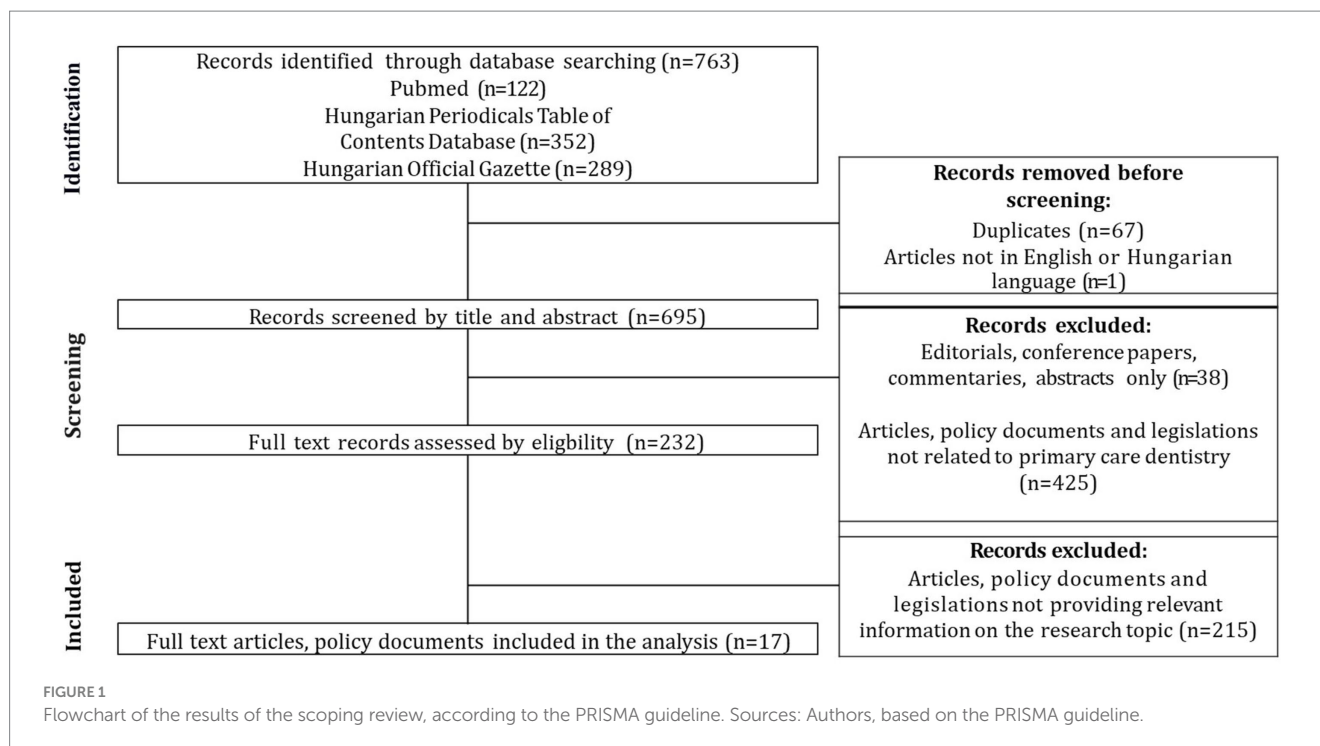 Identification
Records identified through database searching (n=763)
Pubmed (n=122)
Hungarian Periodicals Table of
Contents Database (n=352)
Hungarian Official Gazette (n=289)
Records removed before
screening:
Duplicates (n=67)
Articles not in English or Hungarian
language (n=1)
Screening
Records screened by title and abstract (n=695)
Records excluded:
Editorials, conference papers,
commentaries, abstracts only (n=38)
Articles, policy documents and legislations
not related to primary care dentistry
(n=425)
Full text records assessed by eligbility (n=232)
Included
Records excluded:
Articles, policy documents and
legislations not providing relevant
information on the research topic (n=215)
Full text articles, policy documents included in the analysis (n=17)
FIGURE 1
Flowchart of the results of the scoping review, according to the PRISMA guideline. Sources: Authors, based on the PRISMA guideline.